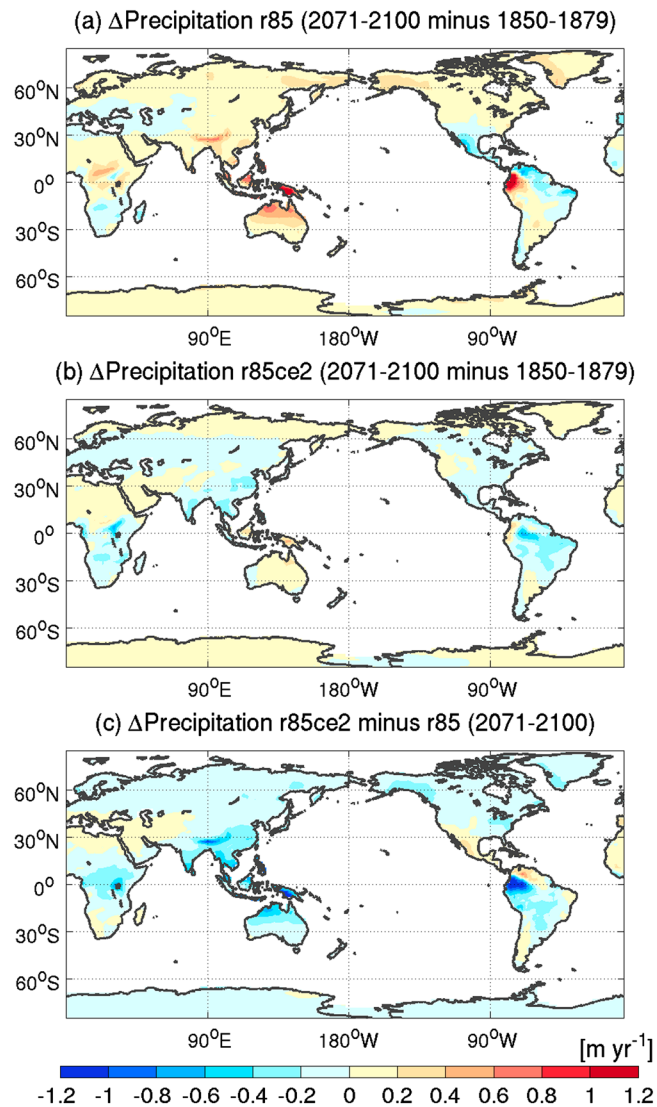 (a) ΔPrecipitation r85 (2071-2100 minus 1850-1879)
60°N
30°N
0°
30°S
60°S
90°E 180°W 90°W
(b) ΔPrecipitation r85ce2 (2071-2100 minus 1850-1879)
60°N
30°N
0°
30°S
60°S
90°E 180°W 90°W
(c) ΔPrecipitation r85ce2 minus r85 (2071-2100)
60°N
30°N
0°
30°S
60°S
90°E 180°W 90°W
[m yr⁻¹]
-1.2 -1 -0.8 -0.6 -0.4 -0.2 0 0.2 0.4 0.6 0.8 1 1.2